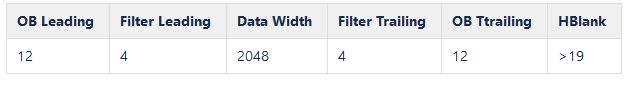 OB Leading Filter Leading Data Width Filter Trailing OB Ttrailing HBlank
12 4 2048 4 12 >19